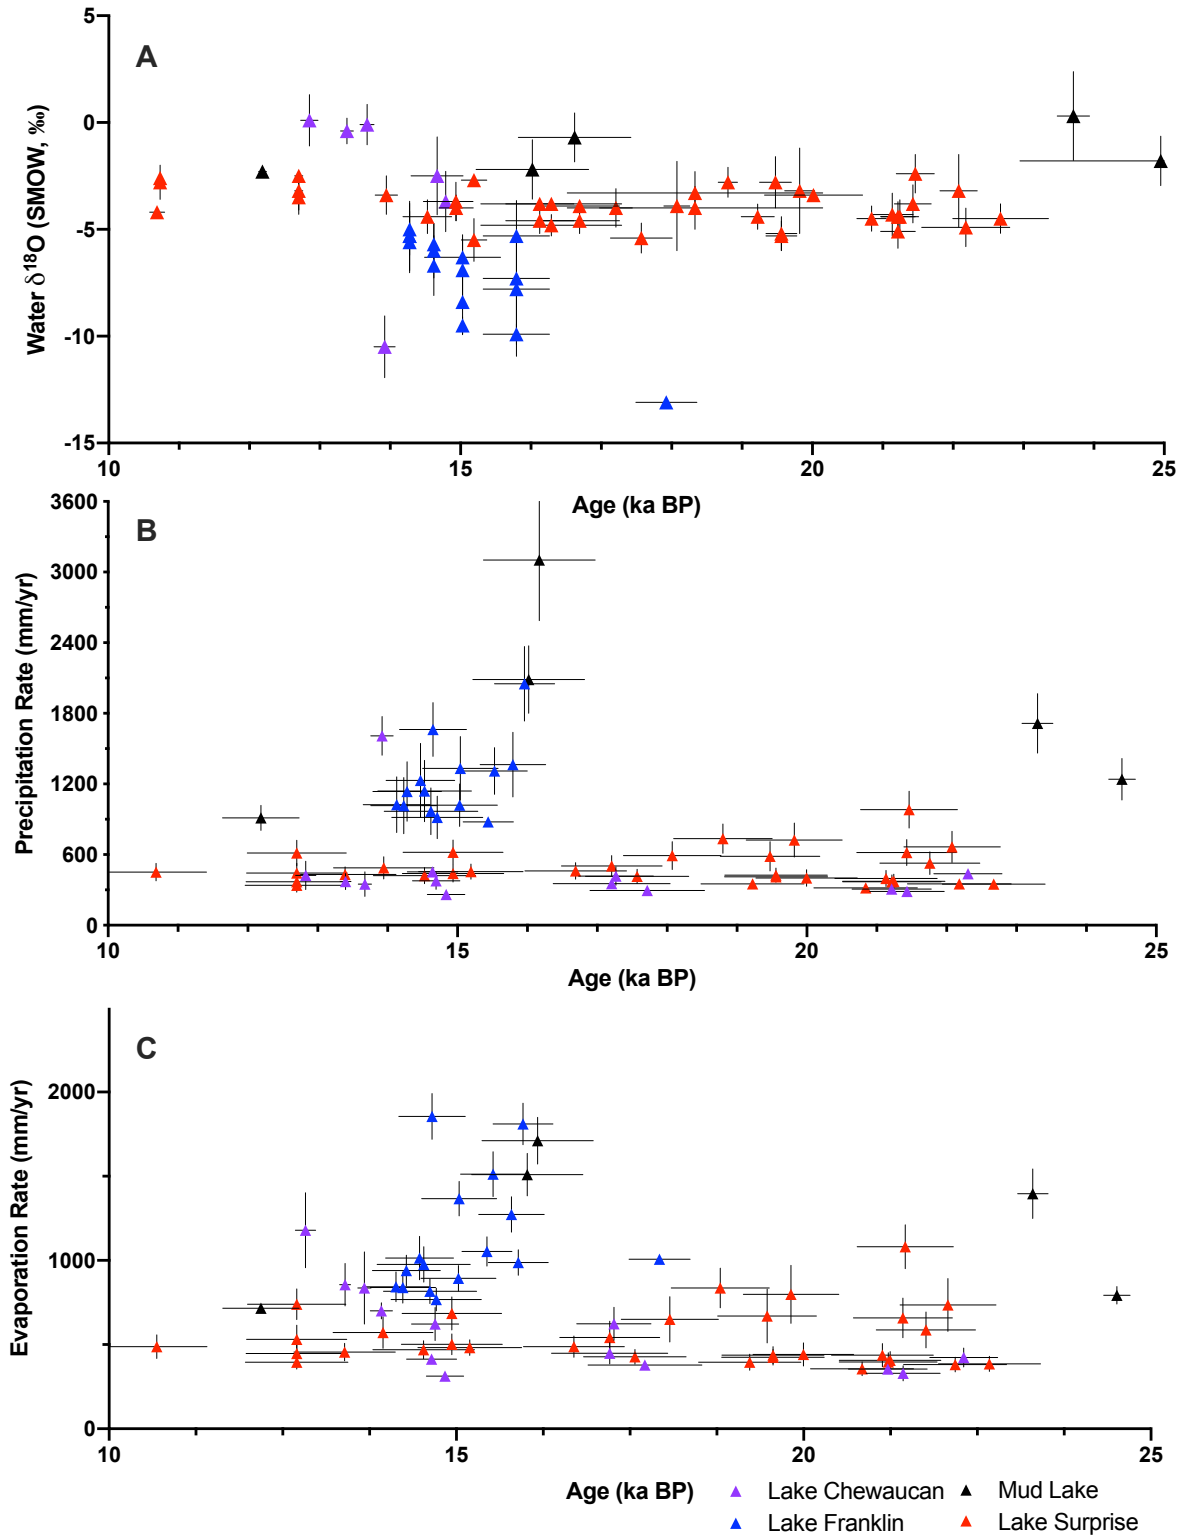 A
Water δ18O (SMOW, ‰)
5
0
-5
-10
-15
10
15
20
25
Age (ka BP)
B
Precipitation Rate (mm/yr)
3600
3000
2400
1800
1200
600
0
10
15
20
25
Age (ka BP)
C
Evaporation Rate (mm/yr)
2000
1000
0
10
15
20
25
Age (ka BP)
Lake Chewaucan
Mud Lake
Lake Franklin
Lake Surprise